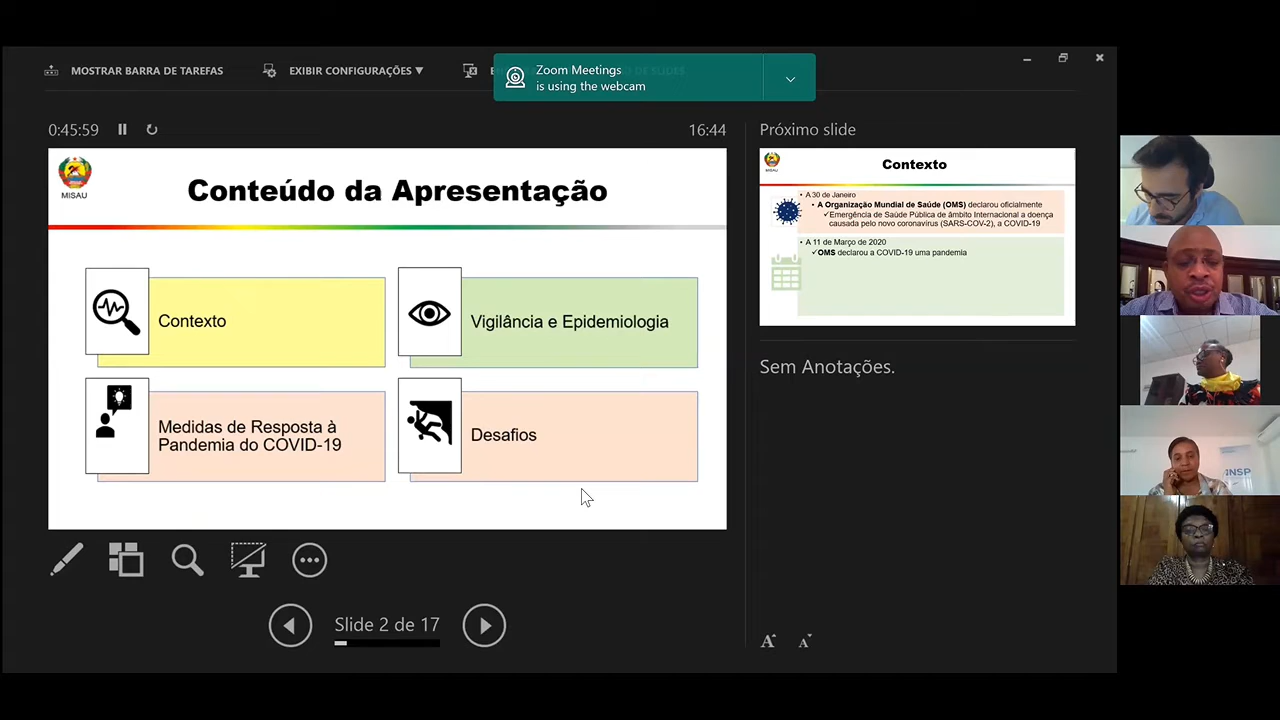 MOSTRAR BARRA DE TAREFAS
EXIBIR CONFIGURAÇÕES ▼
Zoom Meetings
is using the webcam
0:45:59
16:44
Próximo slide
MISAU
Conteúdo da Apresentação
Contexto
Vigilância e Epidemiologia
Medidas de Resposta à
Pandemia do COVID-19
Desafios
MISAU
Contexto
• A 30 de Janeiro
• A Organização Mundial de Saúde (OMS) declarou oficialmente
✓Emergência de Saúde Pública de âmbito Internacional a doença
causada pelo novo coronavírus (SARS-COV-2), a COVID-19
• A 11 de Março de 2020
✓OMS declarou a COVID-19 uma pandemia
Sem Anotações.
Slide 2 de 17
A A
INSP